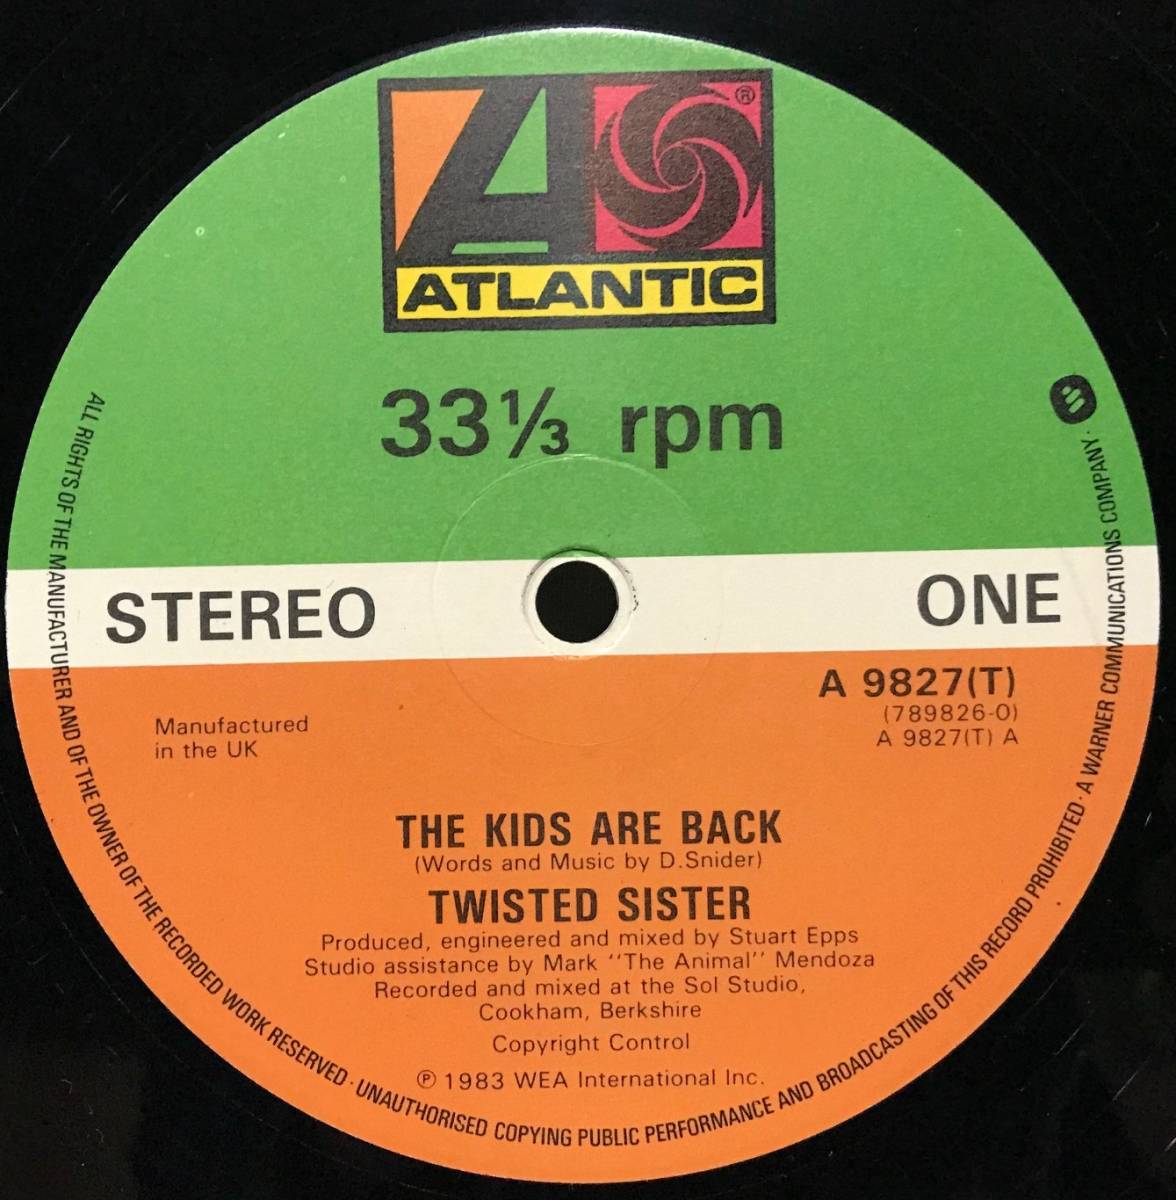 A ®
ATLANTIC
33 1/3 rpm
STEREO
ONE
A 9827(T)
(789826-0)
A 9827(T) A
Manufactured
in the UK
THE KIDS ARE BACK
(Words and Music by D.Snider)
TWISTED SISTER
Produced, engineered and mixed by Stuart Epps
Studio assistance by Mark "The Animal" Mendoza
Recorded and mixed at the Sol Studio,
Cookham, Berkshire
Copyright Control
℗ 1983 WEA International Inc.
ALL RIGHTS OF THE MANUFACTURER AND OF THE OWNER OF THE RECORDED WORK RESERVED · UNAUTHORISED COPYING PUBLIC PERFORMANCE AND BROADCASTING OF THIS RECORD PROHIBITED · A WARNER COMMUNICATIONS COMPANY.